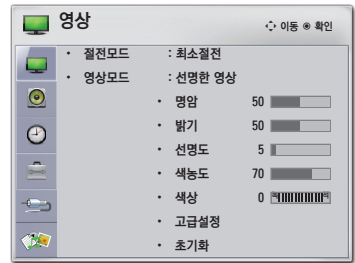 영상
이동 ⊙ 확인
· 절전모드 : 최소절전
· 영상모드 : 선명한 영상
· 명암 50
· 밝기 50
· 선명도 5
· 색농도 70
· 색상 0
· 고급설정
· 초기화